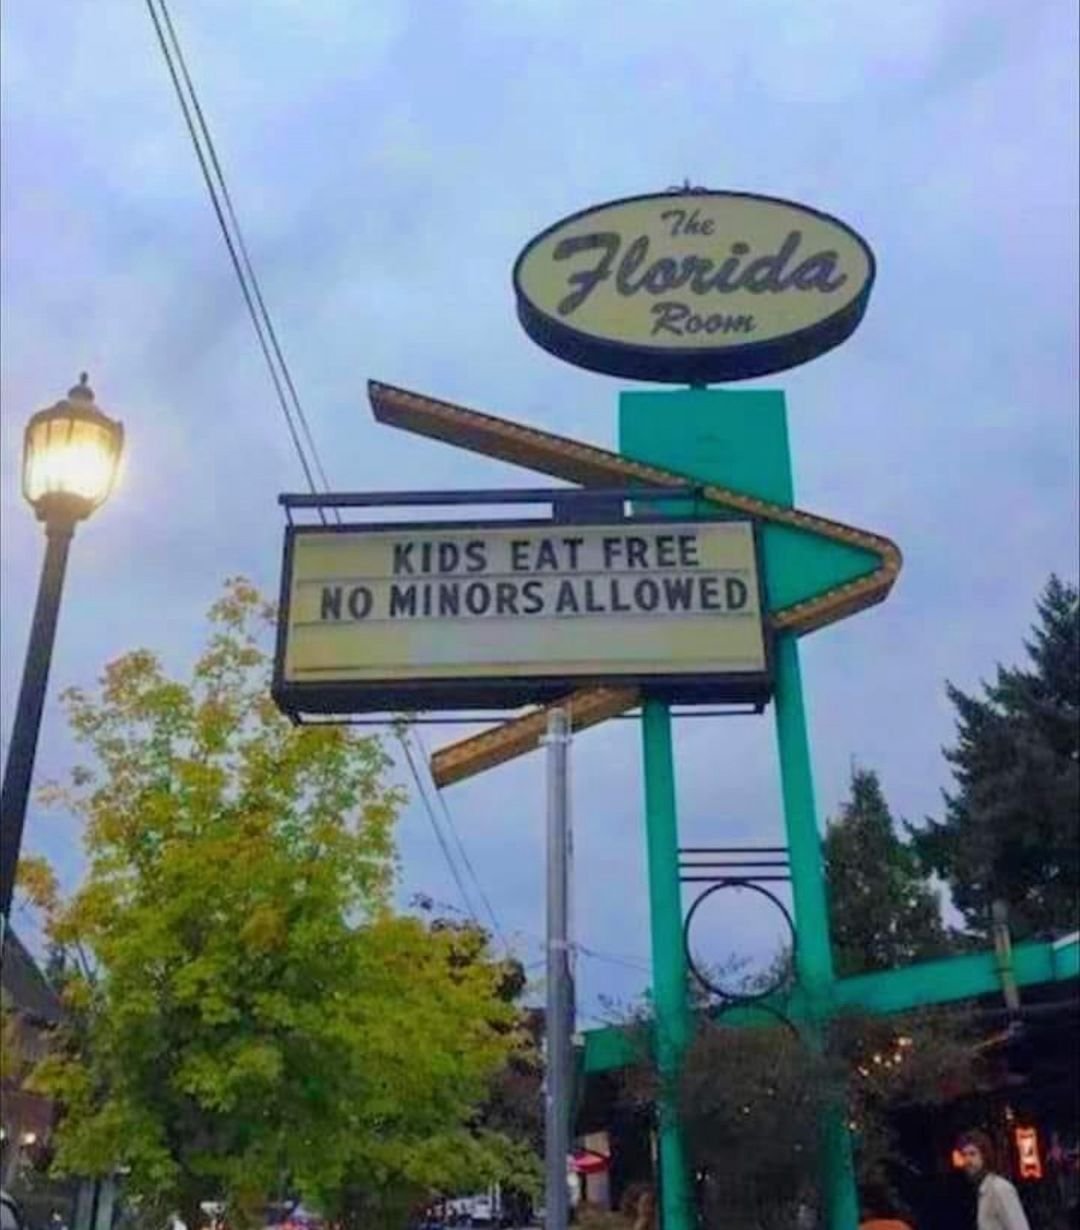 The
Florida
Room
KIDS EAT FREE
NO MINORS ALLOWED